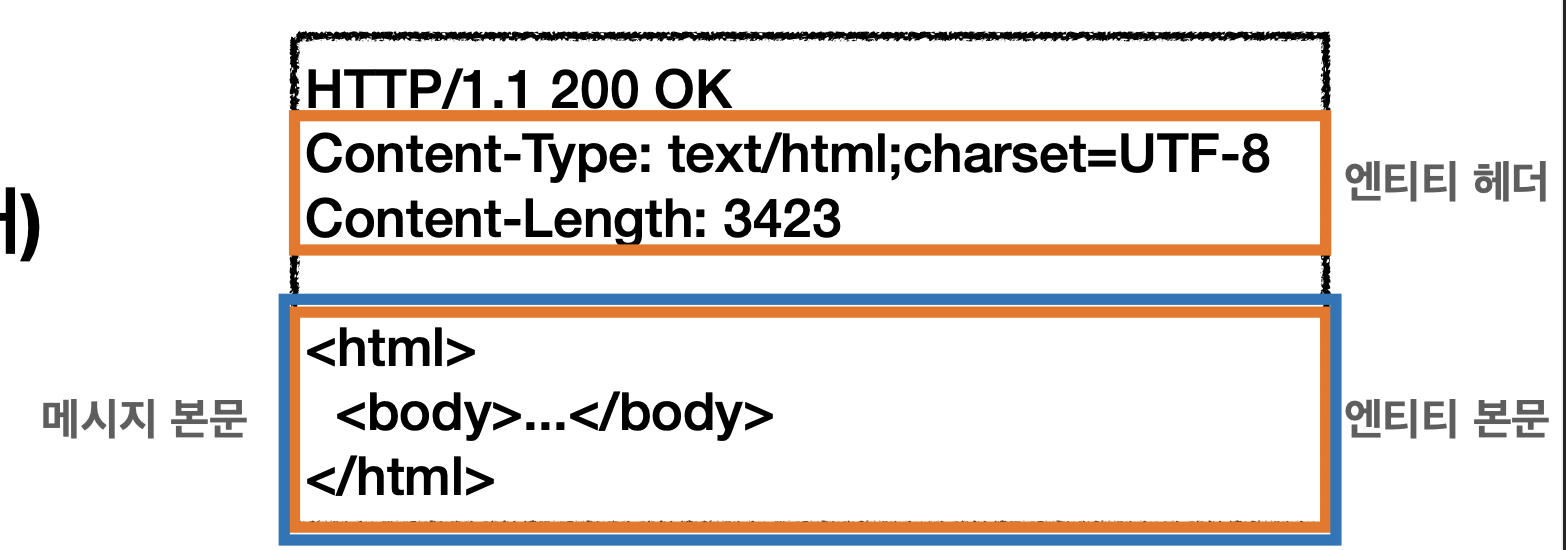 HTTP/1.1 200 OK
Content-Type: text/html;charset=UTF-8
Content-Length: 3423
엔티티 헤더
)
<html>
<body>...</body>
</html>
메시지 본문
엔티티 본문